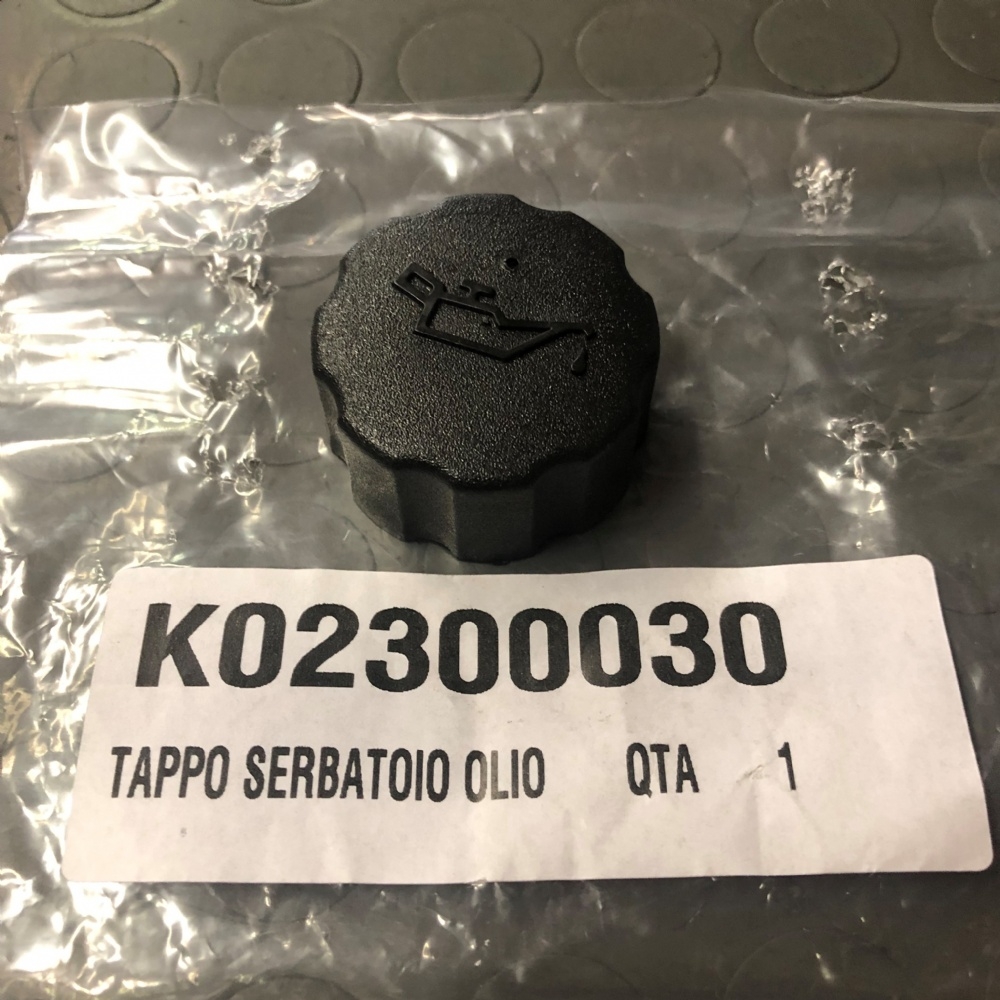 K02300030
TAPPO SERBATOIO OLIO QTA 1